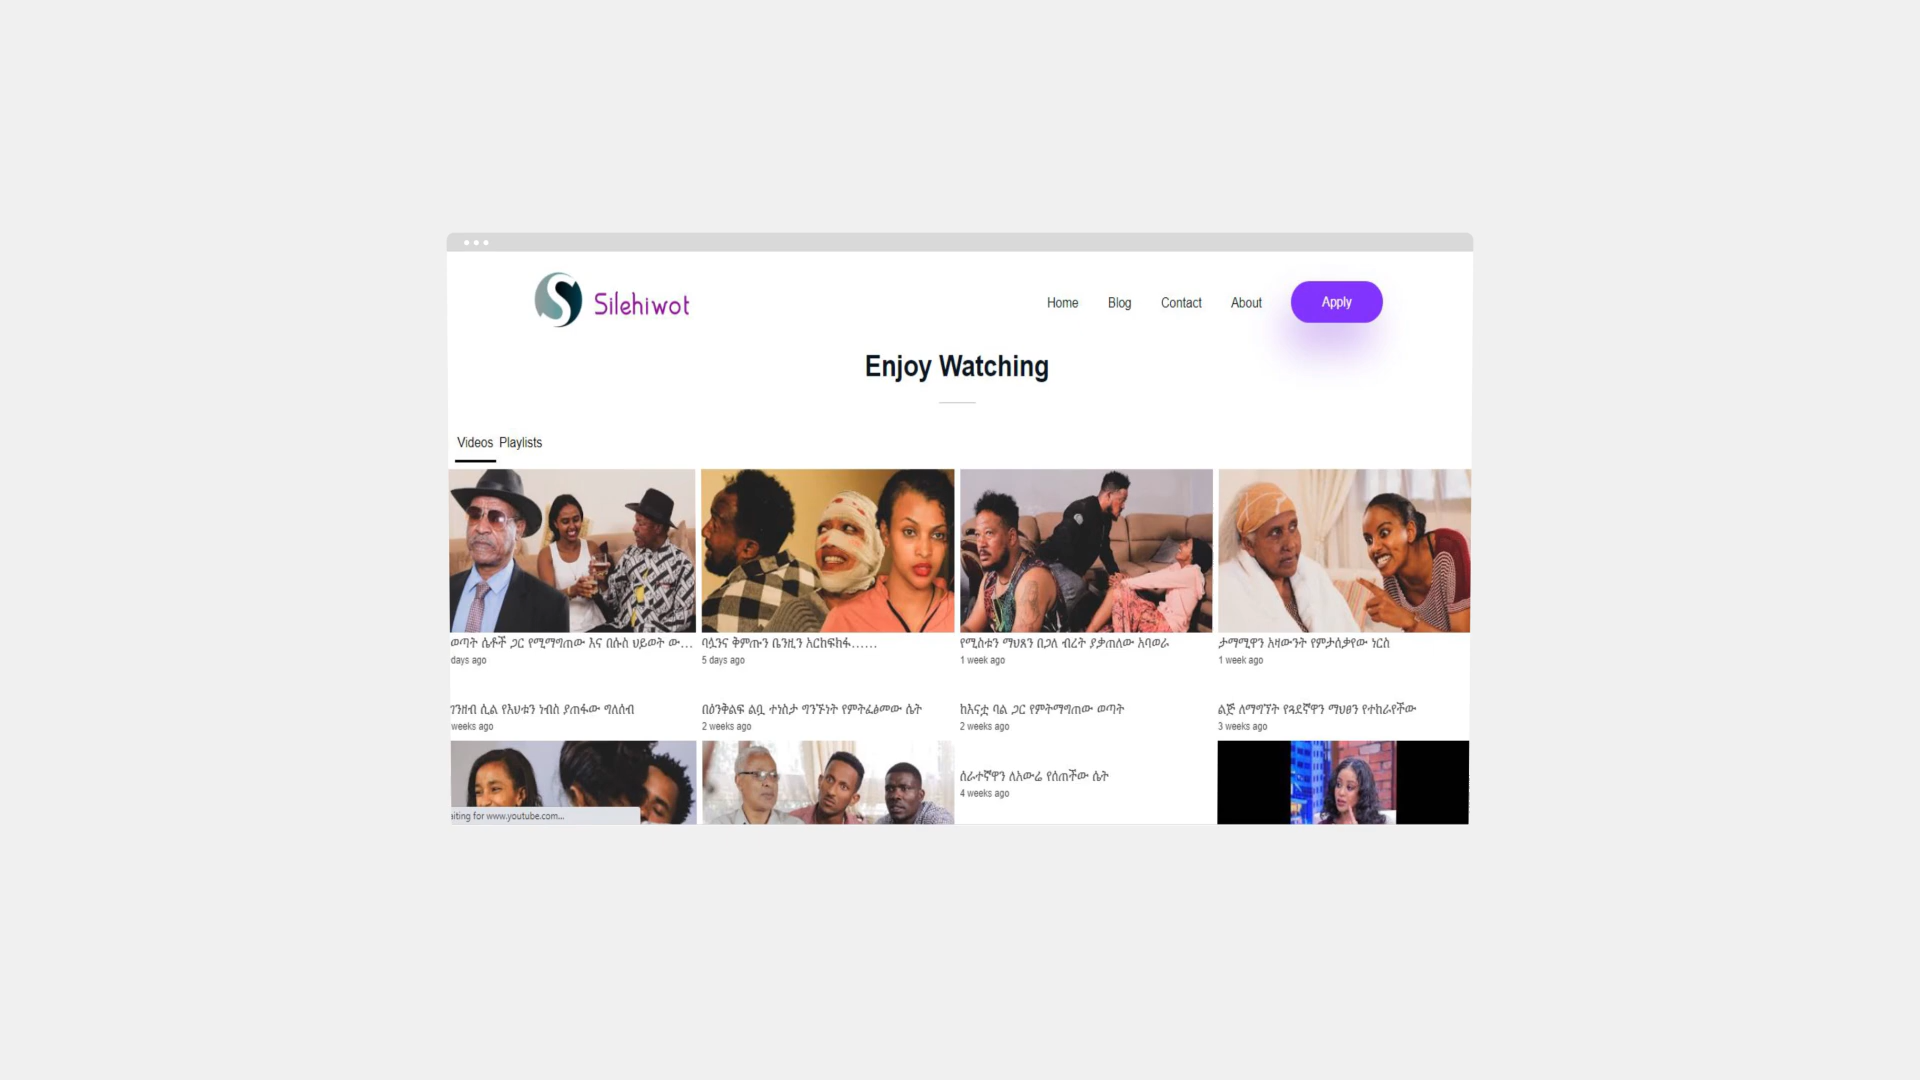 Silehiwot
Home Blog Contact About Apply
Enjoy Watching
Videos Playlists
ወጣት ሴቶች ጋር የሚማግጠው እና በሱስ ህይወት ው...
days ago
ባሏንና ቅምጡን ቤንዚን አርከፍክፋ......
5 days ago
የሚስቱን ማህጸን በጋለ ብረት ያቃጠለው አባወራ
1 week ago
ታማሚዋን አዛውንት የምታሰቃየው ነርስ
1 week ago
ገንዘብ ሲል የእህቱን ነብስ ያጠፋው ግለሰብ
weeks ago
በዕንቅልፍ ልቧ ተነስታ ግንኙነት የምትፈፅመው ሴት
2 weeks ago
ከእናቷ ባል ጋር የምትማግጠው ወጣት
2 weeks ago
ልጅ ለማግኘት የጓደኛዋን ማህፀን የተከራየችው
3 weeks ago
ሰራተኛዋን ለአውሬ የሰጠችው ሴት
4 weeks ago
aiting for www.youtube.com...